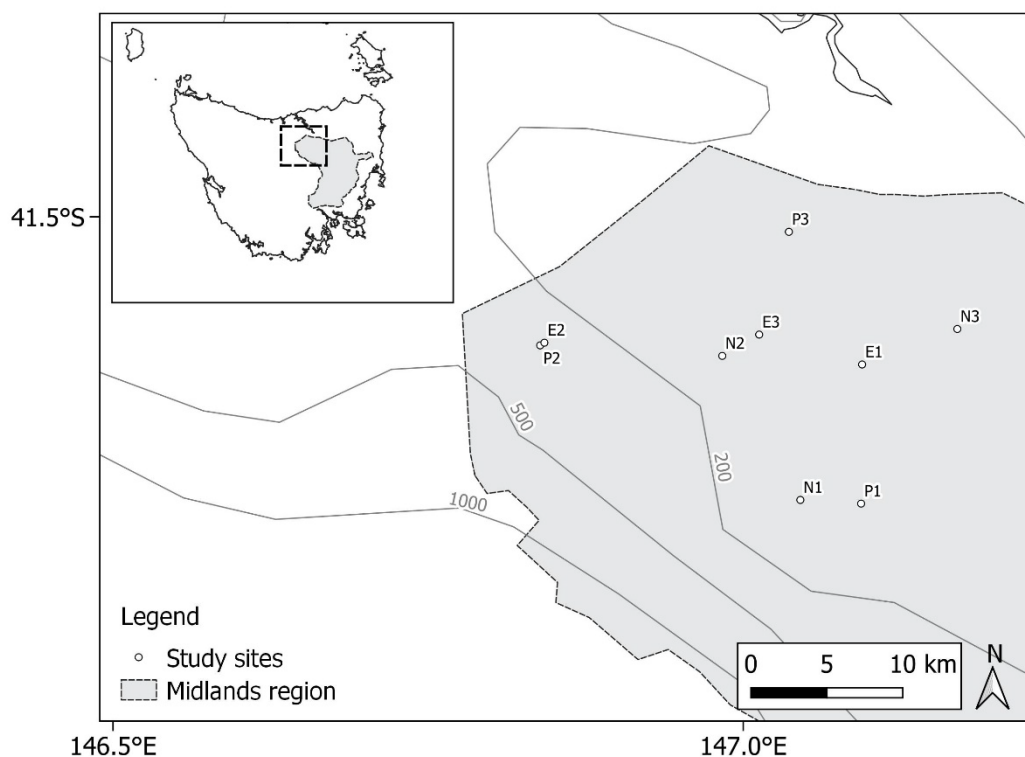 41.5°S
P3
E2
P2
N2
E3
N3
E1
500
200
1000
N1
P1
Legend
Study sites
Midlands region
0 5 10 km
N
146.5°E
147.0°E